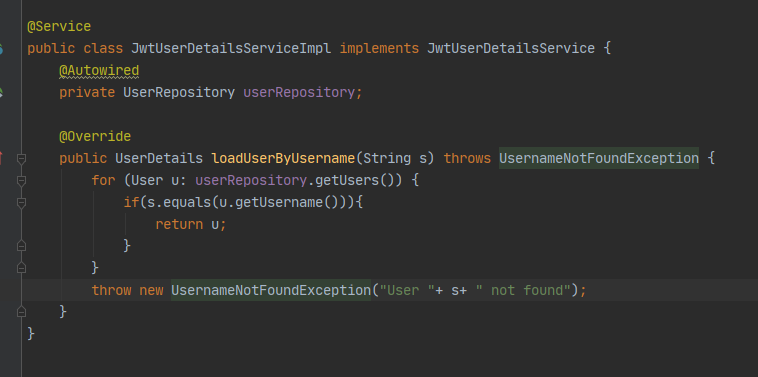 @Service
public class JwtUserDetailsServiceImpl implements JwtUserDetailsService {
    @Autowired
    private UserRepository userRepository;

    @Override
    public UserDetails loadUserByUsername(String s) throws UsernameNotFoundException {
        for (User u: userRepository.getUsers()) {
            if(s.equals(u.getUsername())){
                return u;
            }
        }
        throw new UsernameNotFoundException("User "+ s+ " not found");
    }
}